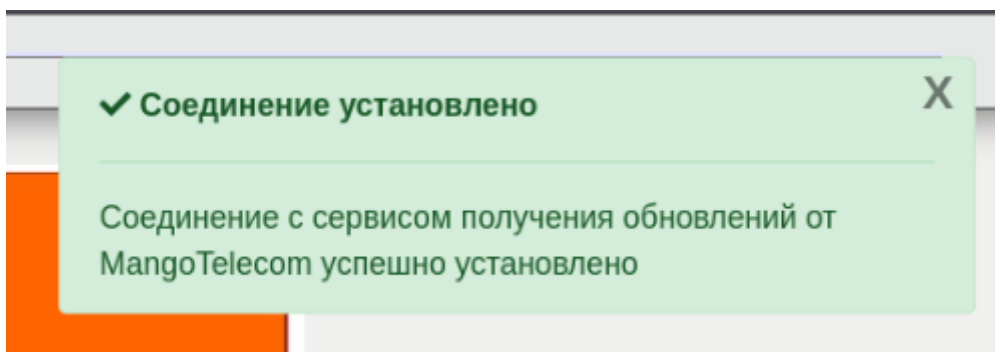 Соединение установлено
X
Соединение с сервисом получения обновлений от
MangoTelecom успешно установлено